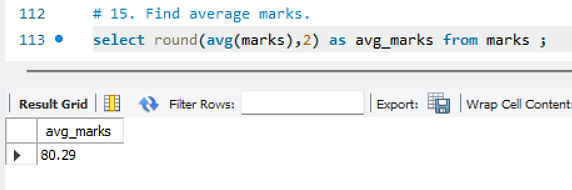 112 # 15. Find average marks.
113 select round(avg(marks),2) as avg_marks from marks ;
Result Grid Filter Rows: Export: Wrap Cell Content:
avg_marks
80.29